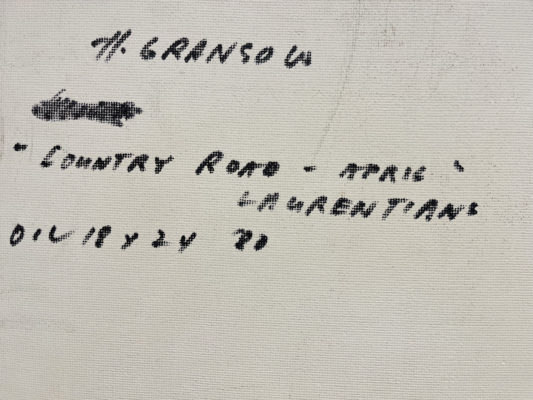 H. GRANSOW
"COUNTRY ROAD - APRIL"
LAURENTIANS
OIL 18 x 24 80